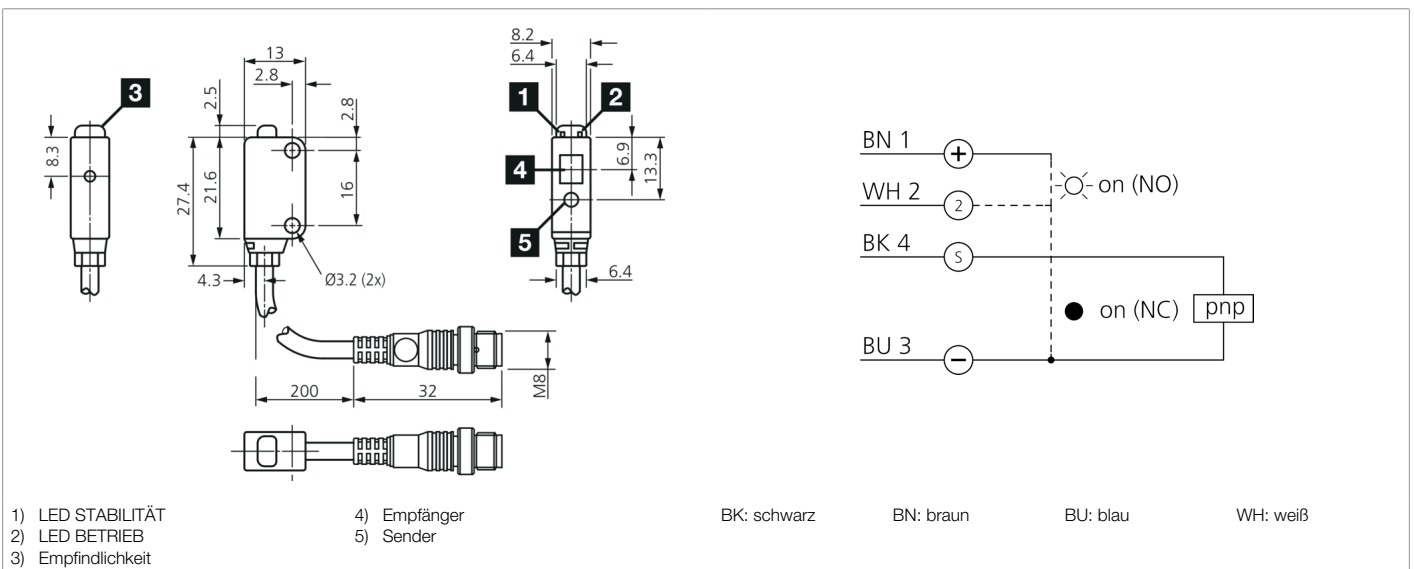 3
8.3
13
2.8
2.5
2.8
27.4
21.6
16
4.3
Ø3.2 (2x)
8.2
6.4
1
2
4
5
6.9
13.3
6.4
200
32
M8
BN 1
+
on (NO)
WH 2
2
BK 4
S
on (NC)
pnp
BU 3
−
1) LED STABILITÄT
2) LED BETRIEB
3) Empfindlichkeit
4) Empfänger
5) Sender
BK: schwarz
BN: braun
BU: blau
WH: weiß